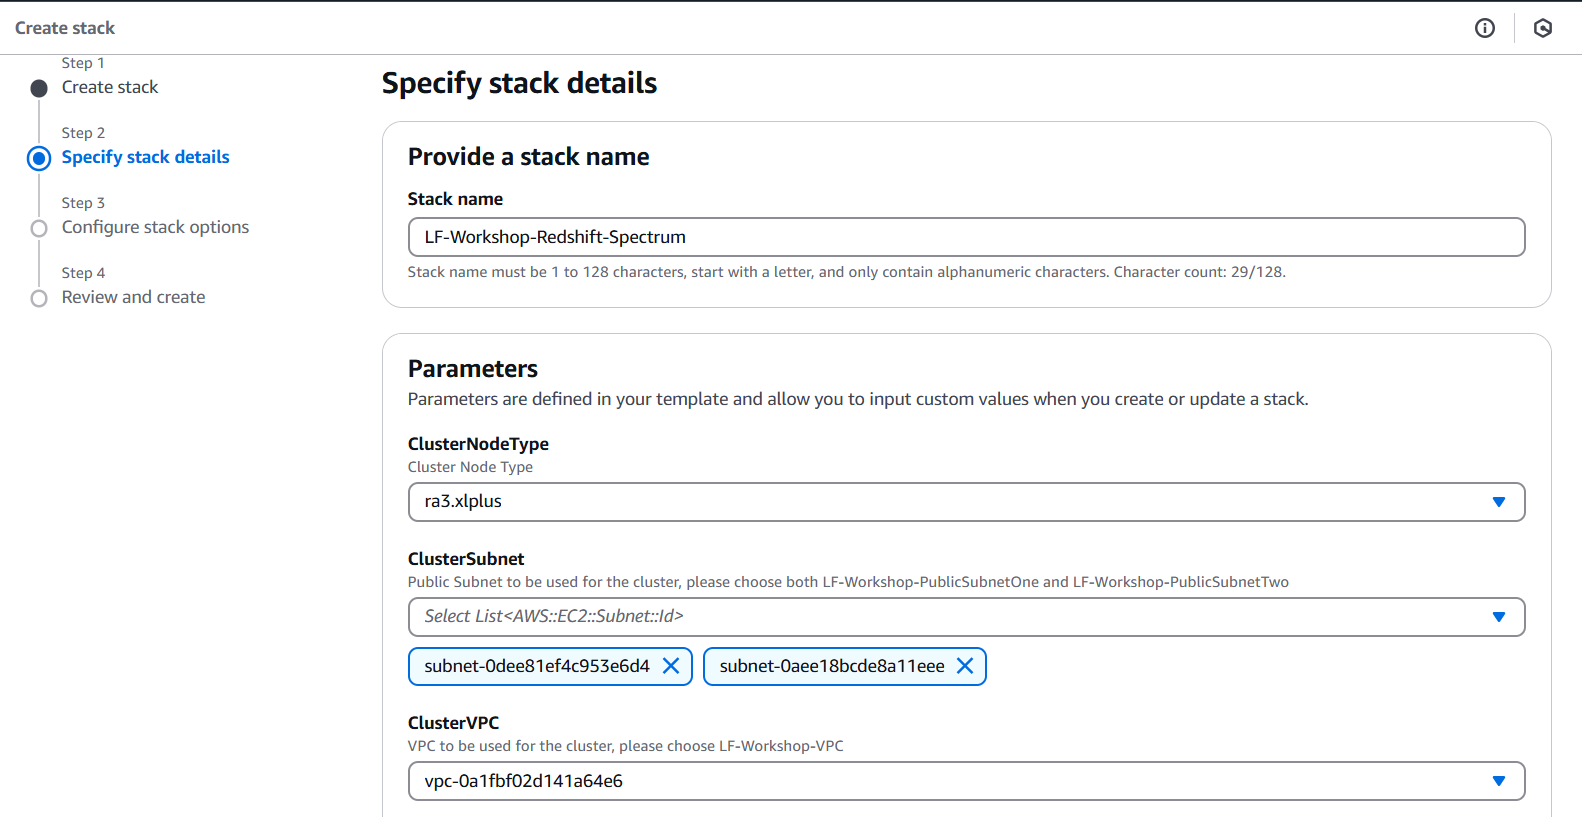 Create stack
Step 1
Create stack
Step 2
Specify stack details
Step 3
Configure stack options
Step 4
Review and create
Specify stack details
Provide a stack name
Stack name
LF-Workshop-Redshift-Spectrum
Stack name must be 1 to 128 characters, start with a letter, and only contain alphanumeric characters. Character count: 29/128.
Parameters
Parameters are defined in your template and allow you to input custom values when you create or update a stack.
ClusterNodeType
Cluster Node Type
ra3.xlplus
ClusterSubnet
Public Subnet to be used for the cluster, please choose both LF-Workshop-PublicSubnetOne and LF-Workshop-PublicSubnetTwo
Select List<AWS::EC2::Subnet::Id>
subnet-0dee81ef4c953e6d4 subnet-0aee18bcde8a11eee
ClusterVPC
VPC to be used for the cluster, please choose LF-Workshop-VPC
vpc-0a1fbf02d141a64e6